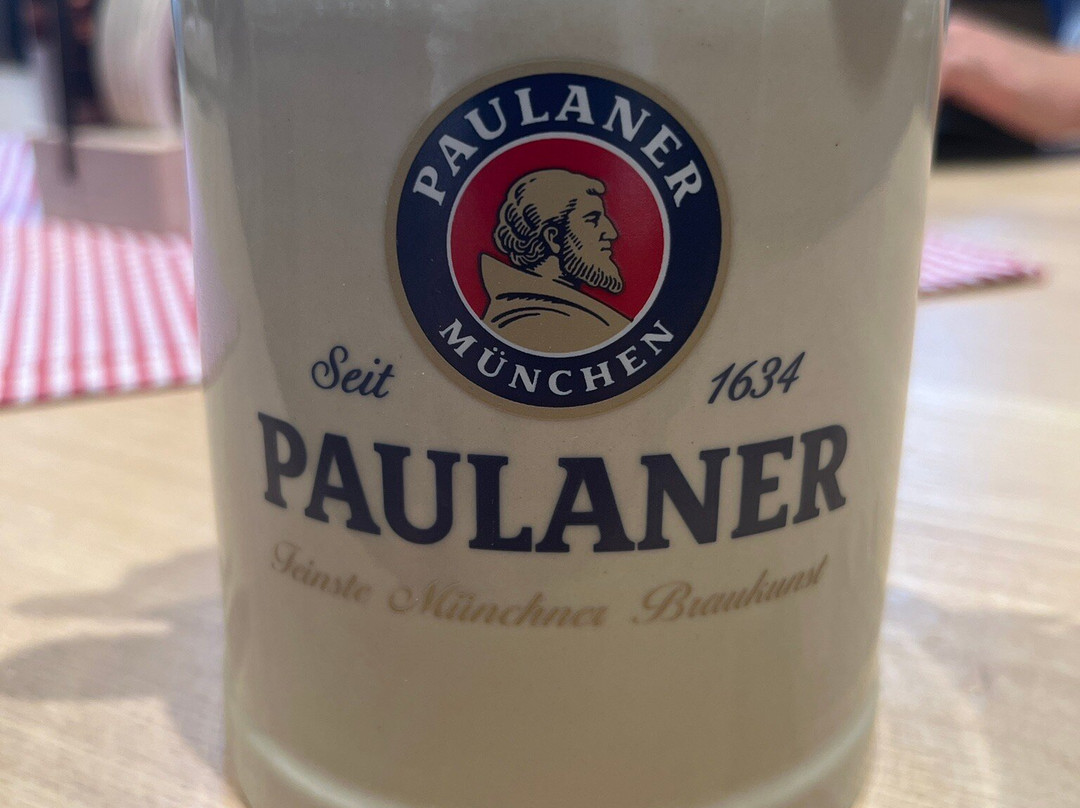 PAULANER
MÜNCHEN
Seit 1634
PAULANER
Feinste Münchner Braukunst